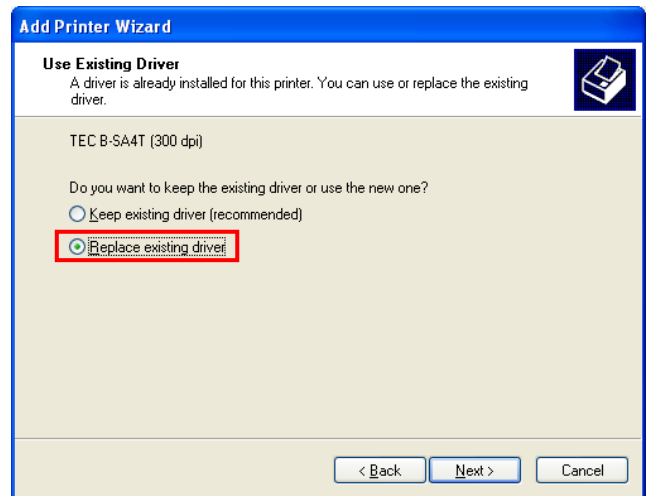 Add Printer Wizard
Use Existing Driver
A driver is already installed for this printer. You can use or replace the existing
driver.
TEC B-SA4T (300 dpi)
Do you want to keep the existing driver or use the new one?
Keep existing driver (recommended)
Replace existing driver
< Back Next > Cancel